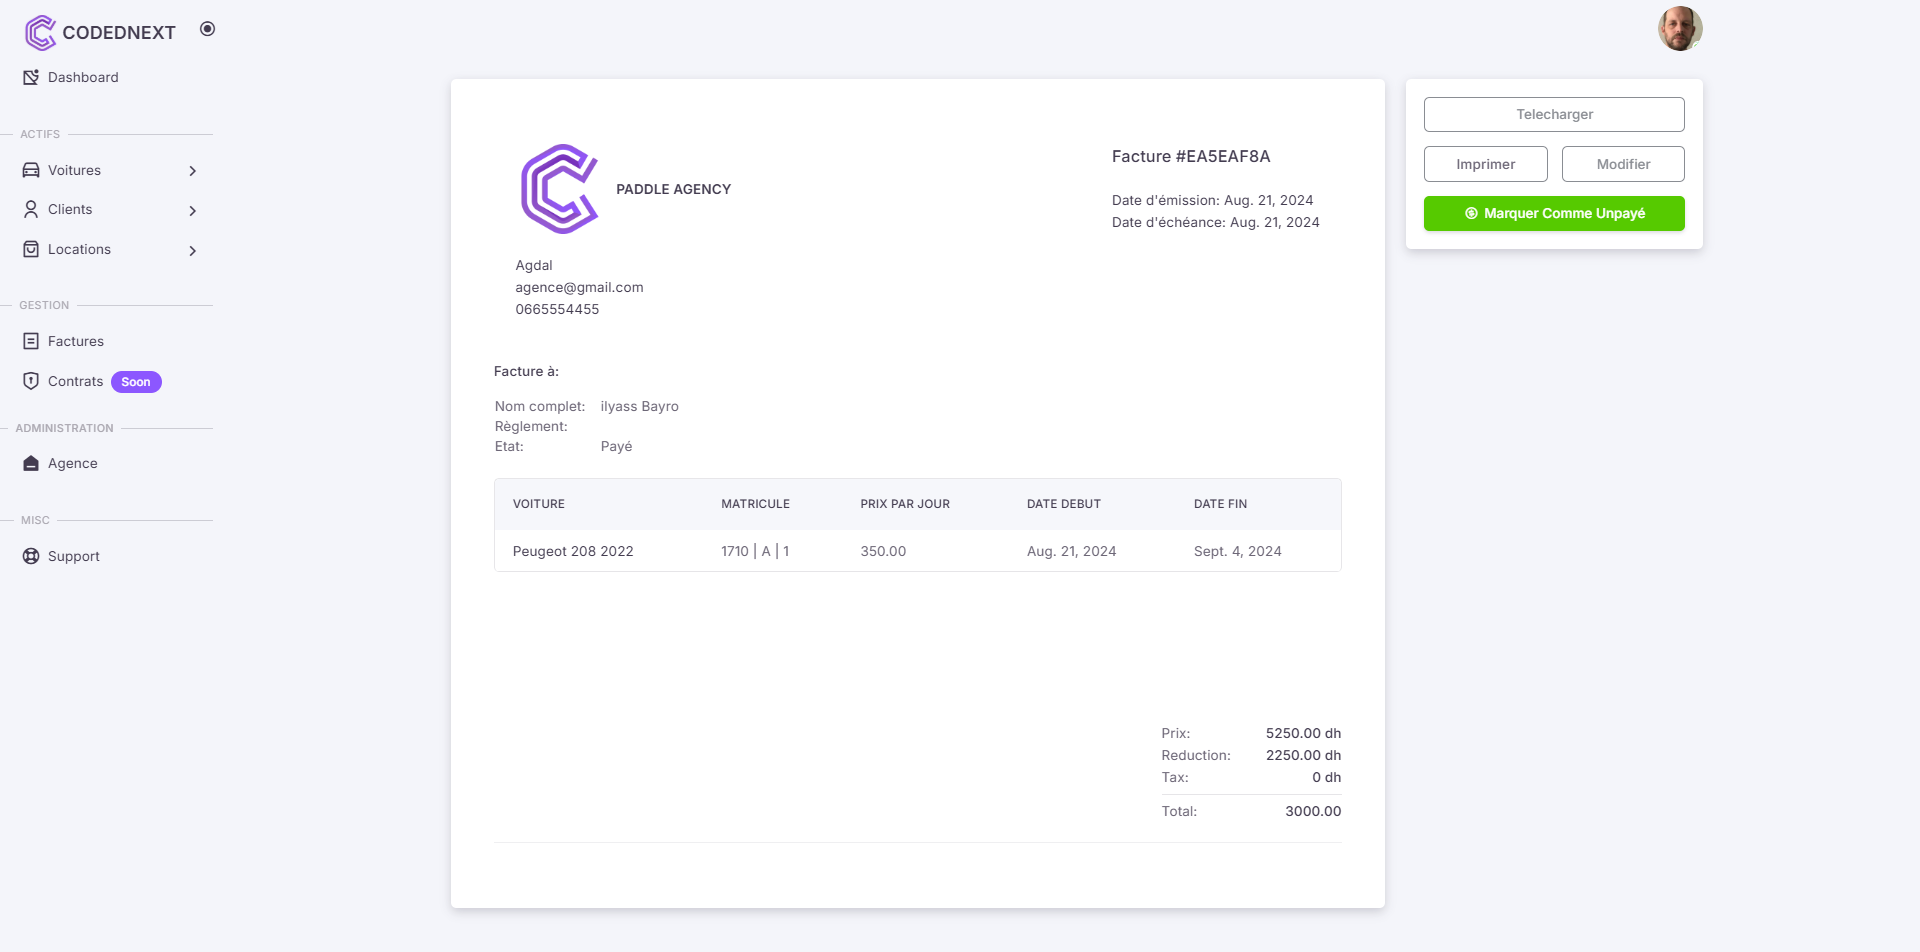 CODEDNEXT
Dashboard
ACTIFS
Voitures
Clients
Locations
GESTION
Factures
Contrats Soon
ADMINISTRATION
Agence
MISC
Support
PADDLE AGENCY
Agdal
agence@gmail.com
0665554455
Facture #EA5EAF8A
Date d'émission: Aug. 21, 2024
Date d'échéance: Aug. 21, 2024
Facture à:
Nom complet: ilyass Bayro
Règlement:
Etat: Payé
VOITURE MATRICULE PRIX PAR JOUR DATE DEBUT DATE FIN
Peugeot 208 2022 1710 | A | 1 350.00 Aug. 21, 2024 Sept. 4, 2024
Prix: 5250.00 dh
Reduction: 2250.00 dh
Tax: 0 dh
Total: 3000.00
Telecharger
Imprimer Modifier
Marquer Comme Unpayé